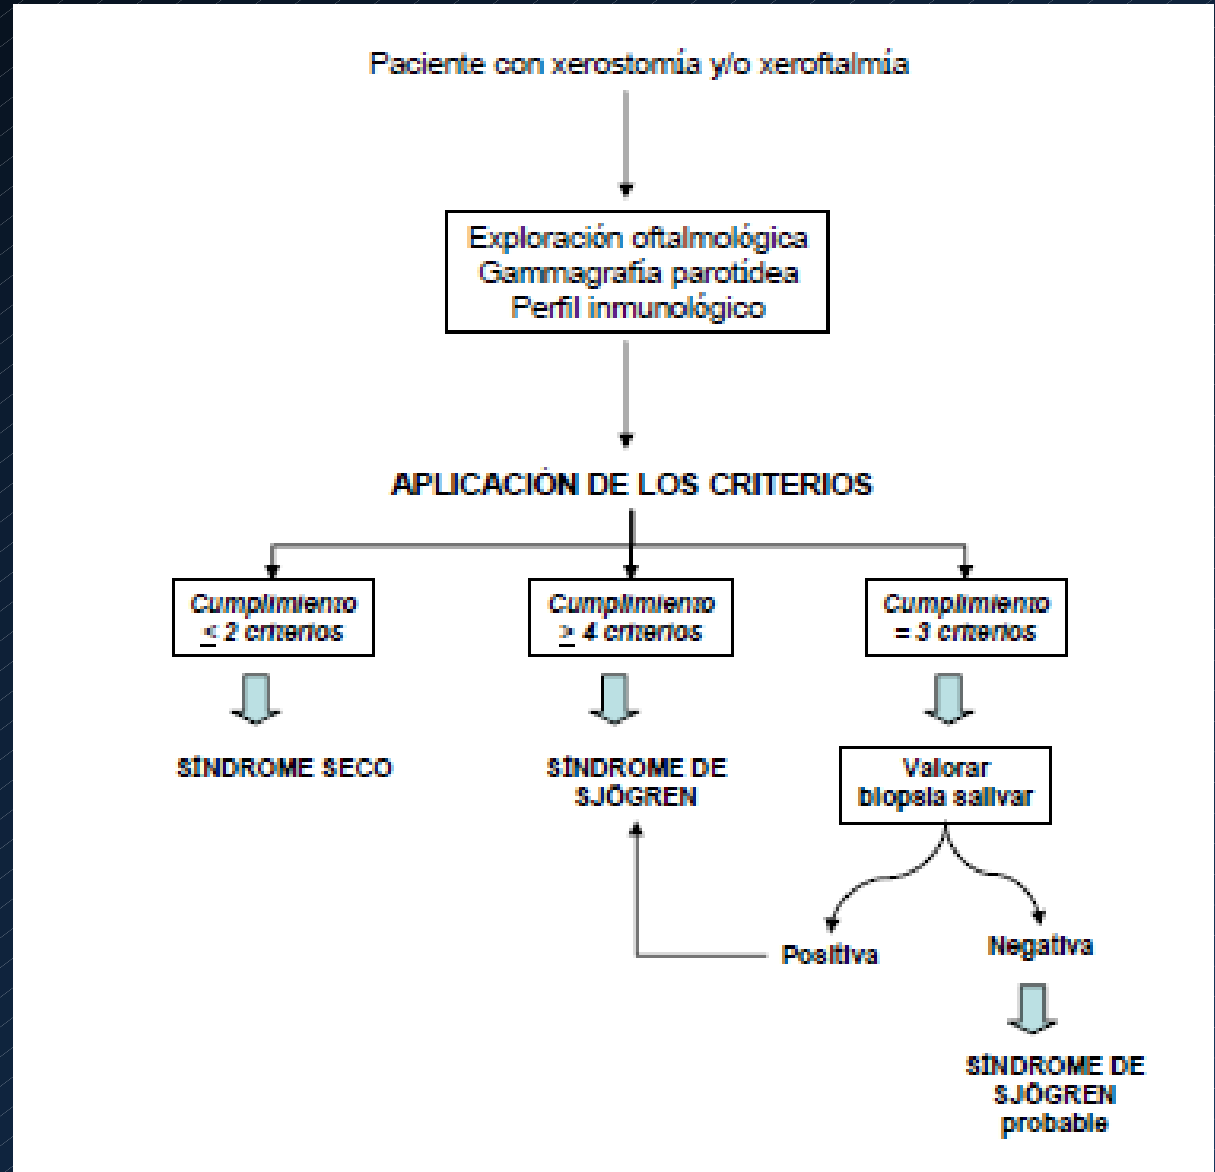 Paciente con xerostomía y/o xeroftalmía
Exploración oftalmológica
Gammagrafía parotídea
Perfil inmunológico
APLICACIÓN DE LOS CRITERIOS
Cumplimiento
≤ 2 criterios
Cumplimiento
≥ 4 criterios
Cumplimiento
= 3 criterios
SÍNDROME SECO
SÍNDROME DE
SJÖGREN
Valorar
biopsia salivar
Positiva
Negativa
SÍNDROME DE
SJÖGREN
probable